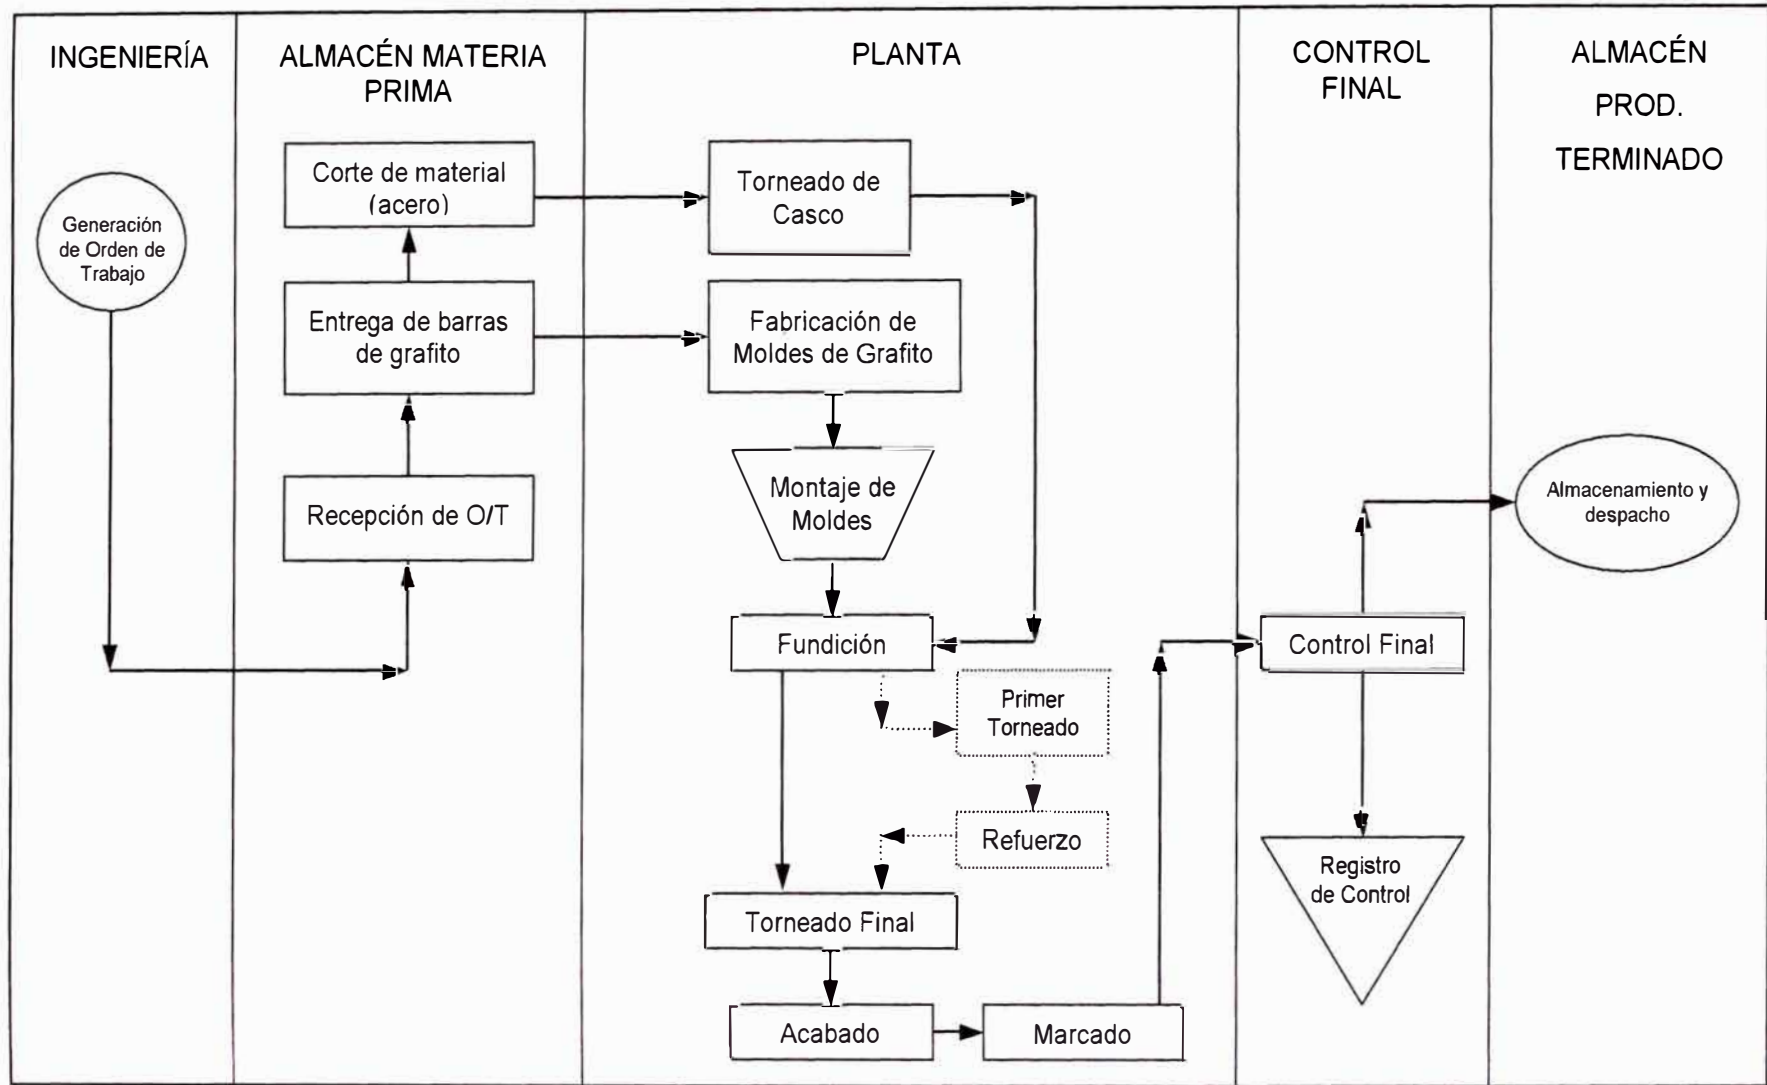 INGENIERÍA
ALMACÉN MATERIA
PRIMA
PLANTA
CONTROL
FINAL
ALMACÉN
PROD.
TERMINADO
Generación
de Orden de
Trabajo
Corte de material
(acero)
Entrega de barras
de grafito
Recepción de O/T
Torneado de
Casco
Fabricación de
Moldes de Grafito
Montaje de
Moldes
Fundición
Primer
Torneado
Refuerzo
Torneado Final
Acabado
Marcado
Control Final
Registro
de Control
Almacenamiento y
despacho